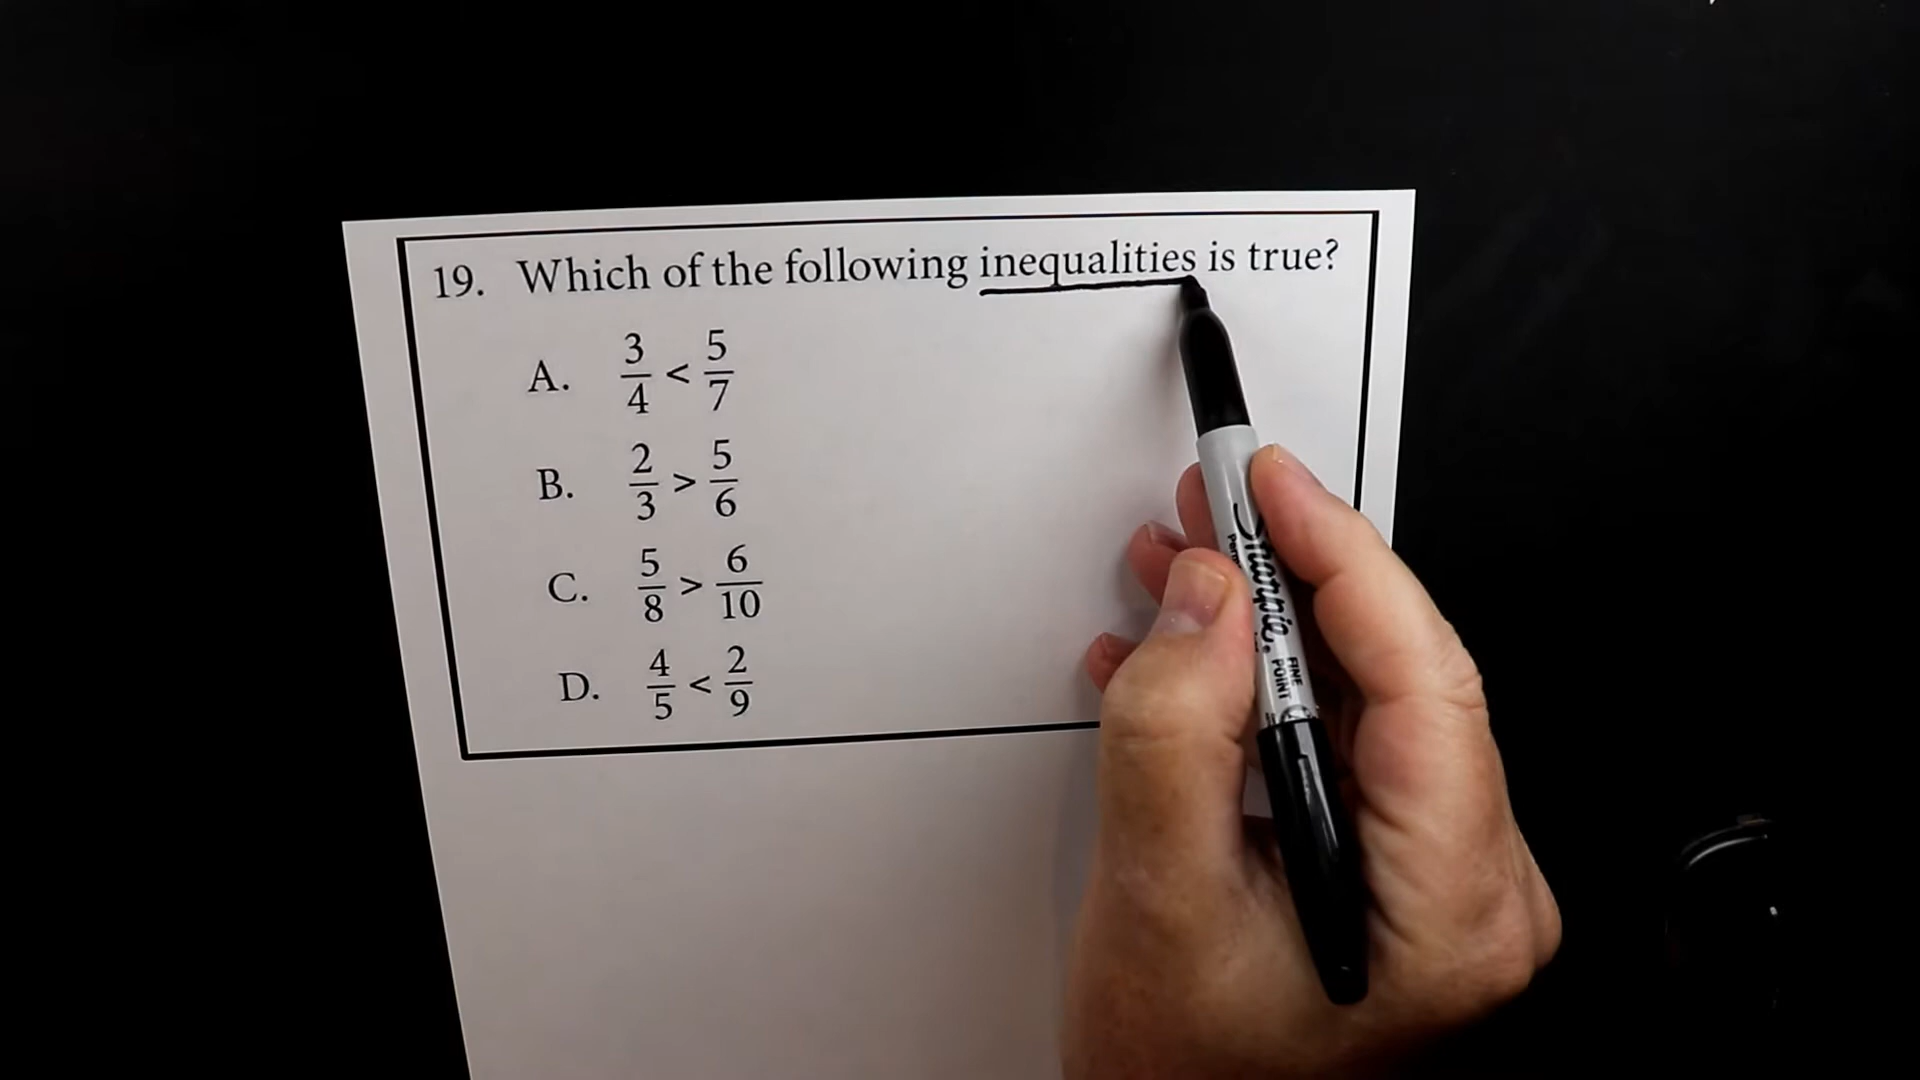 19. Which of the following inequalities is true?
A. 3/4 < 5/7
B. 2/3 > 5/6
C. 5/8 > 6/10
D. 4/5 < 2/9
Sharpie.
FINE
POINT